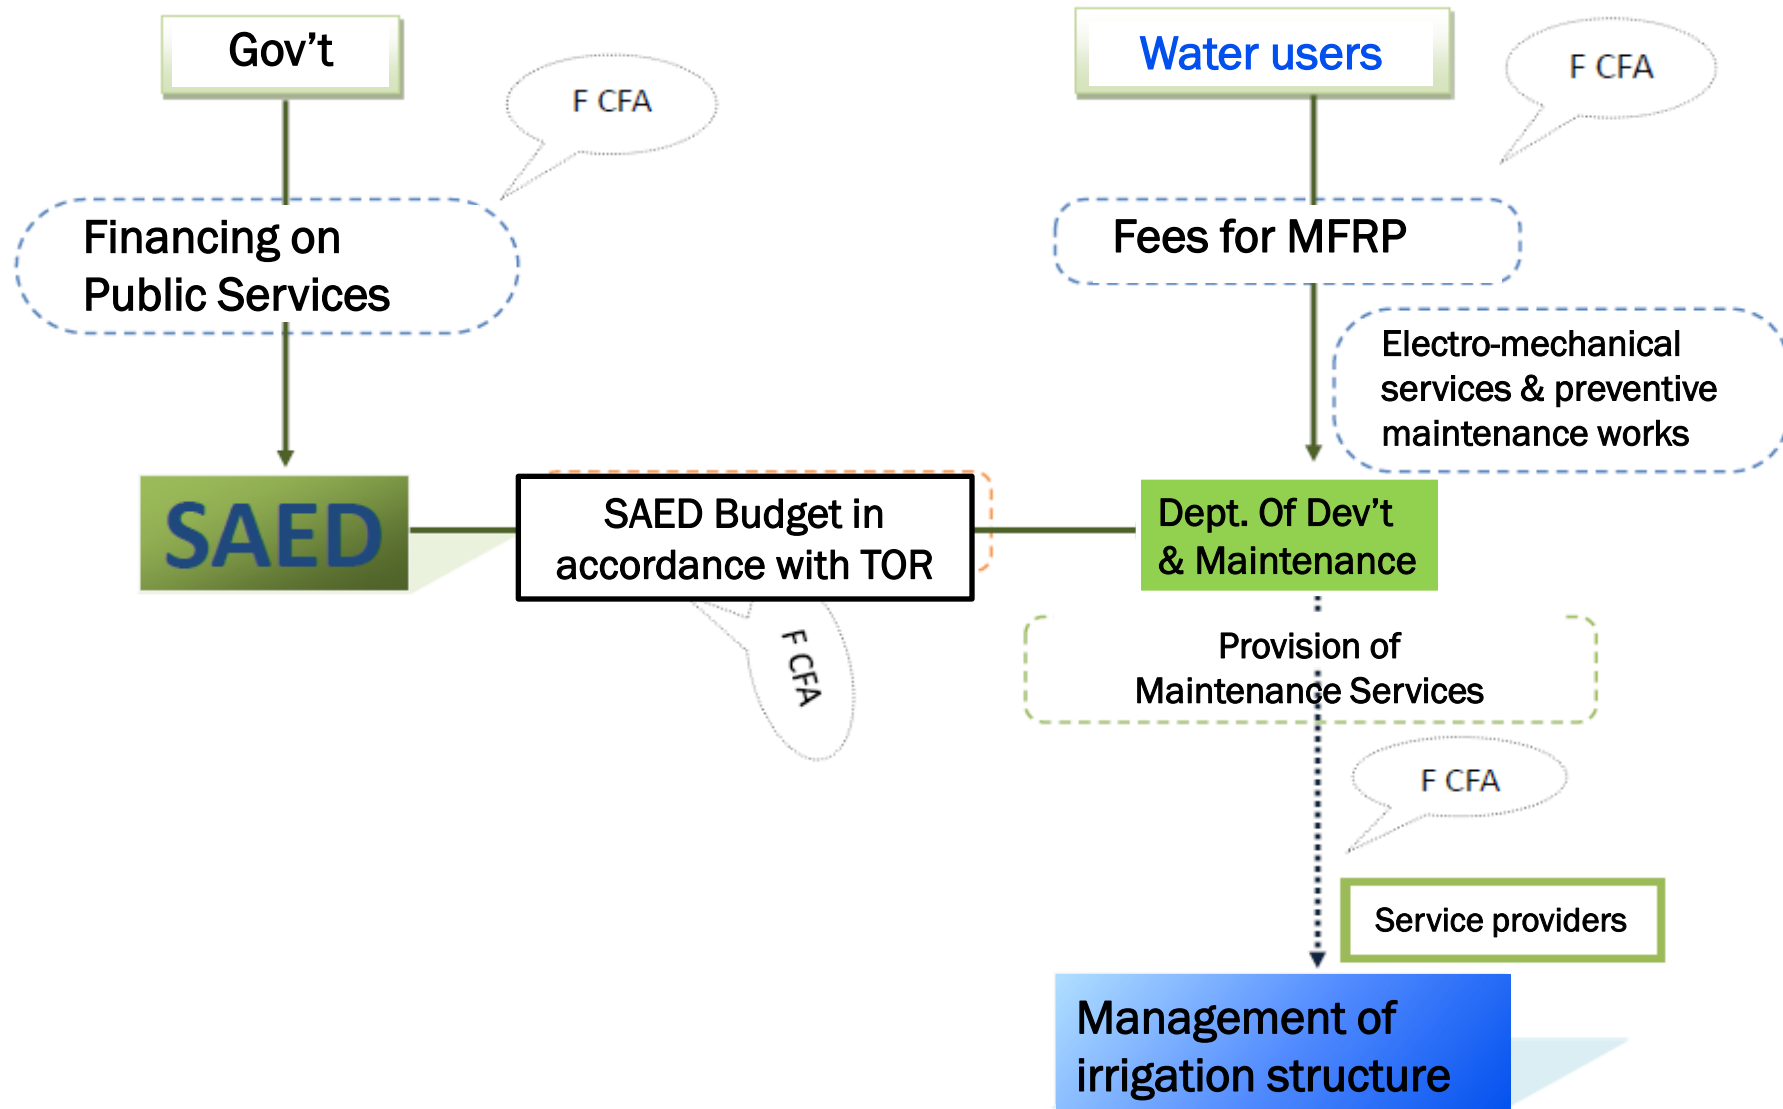 Gov't
F CFA
Water users
F CFA
Financing on
Public Services
Fees for MFRP
Electro-mechanical
services & preventive
maintenance works
SAED
SAED Budget in
accordance with TOR
Dept. Of Dev't
& Maintenance
F CFA
Provision of
Maintenance Services
F CFA
Service providers
Management of
irrigation structure